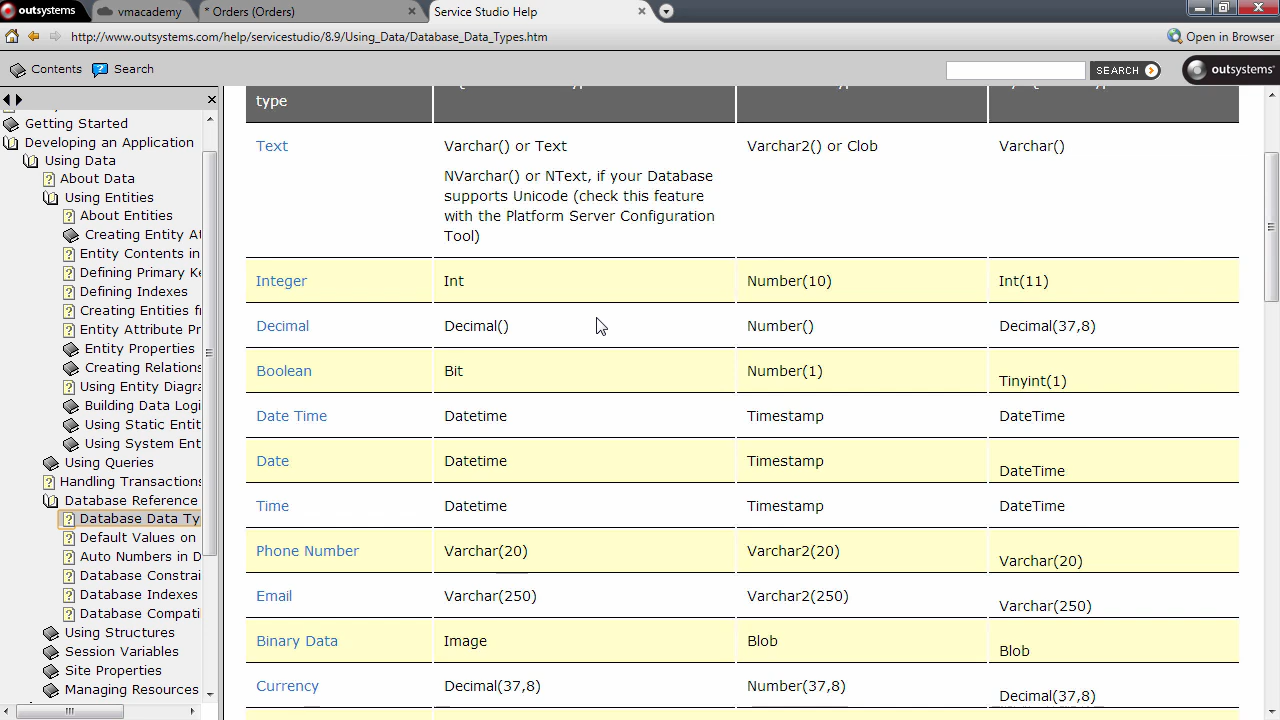 outsystems
vmacademy
* Orders (Orders)
Service Studio Help
http://www.outsystems.com/help/servicestudio/8.9/Using_Data/Database_Data_Types.htm
Open in Browser
Contents
Search
SEARCH
outsystems
Getting Started
Developing an Application
Using Data
About Data
Using Entities
About Entities
Creating Entity At
Entity Contents in
Defining Primary Ke
Defining Indexes
Creating Entities f
Entity Attribute Pr
Entity Properties
Creating Relations
Using Entity Diagra
Building Data Logi
Using Static Entit
Using System Ent
Using Queries
Handling Transactions
Database Reference
Database Data Ty
Default Values on
Auto Numbers in D
Database Constrai
Database Indexes
Database Compati
Using Structures
Session Variables
Site Properties
Managing Resources
type
Text
Varchar() or Text
Varchar2() or Clob
Varchar()
NVarchar() or NText, if your Database
supports Unicode (check this feature
with the Platform Server Configuration
Tool)
Integer
Int
Number(10)
Int(11)
Decimal
Decimal()
Number()
Decimal(37,8)
Boolean
Bit
Number(1)
Tinyint(1)
Date Time
Datetime
Timestamp
DateTime
Date
Datetime
Timestamp
DateTime
Time
Datetime
Timestamp
DateTime
Phone Number
Varchar(20)
Varchar2(20)
Varchar(20)
Email
Varchar(250)
Varchar2(250)
Varchar(250)
Binary Data
Image
Blob
Blob
Currency
Decimal(37,8)
Number(37,8)
Decimal(37,8)